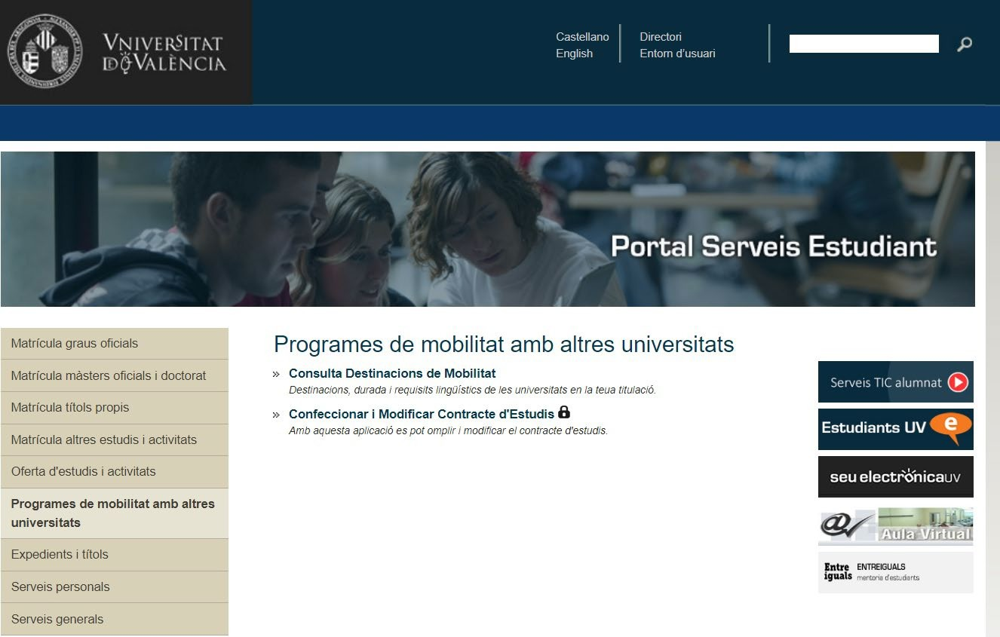 VNIVERSITAT
DE VALÈNCIA
Castellano
English
Directori
Entorn d'usuari
Portal Serveis Estudiant
Matrícula graus oficials
Matrícula màsters oficials i doctorat
Matrícula títols propis
Matrícula altres estudis i activitats
Oferta d'estudis i activitats
Programes de mobilitat amb altres
universitats
Expedients i títols
Serveis personals
Serveis generals
Programes de mobilitat amb altres universitats
» Consulta Destinacions de Mobilitat
Destinacions, durada i requisits lingüístics de les universitats en la teua titulació.
» Confeccionar i Modificar Contracte d'Estudis
Amb aquesta aplicació es pot omplir i modificar el contracte d'estudis.
Serveis TIC alumnat
Estudiants UV e
seu electrònicaUV
@ Aula Virtual
Entre
iguals
ENTREIGUALS
mentoria d'estudiants